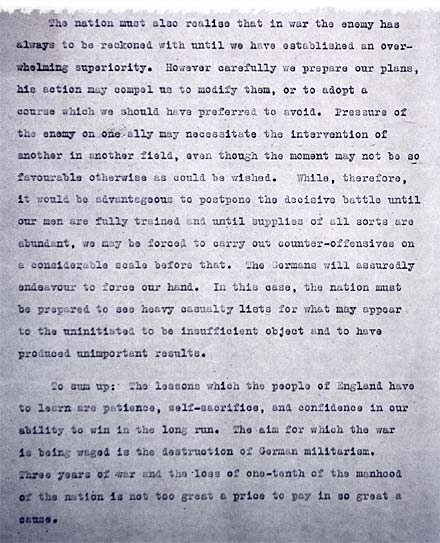 The nation must also realise that in war the enemy has
always to be reckoned with until we have established an over-
whelming superiority. However carefully we prepare our plans,
his action may compel us to modify them, or to adopt a
course which we should have preferred to avoid. Pressure of
the enemy on one ally may necessitate the intervention of
another in another field, even though the moment may not be so
favourable otherwise as could be wished. While, therefore,
it would be advantageous to postpone the decisive battle until
our men are fully trained and until supplies of all sorts are
abundant, we may be forced to carry out counter-offensives on
a considerable scale before that. The Germans will assuredly
endeavour to force our hand. In this case, the nation must
be prepared to see heavy casualty lists for what may appear
to the uninitiated to be insufficient object and to have
produced unimportant results.
To sum up: The lessons which the people of England have
to learn are patience, self-sacrifice, and confidence in our
ability to win in the long run. The aim for which the war
is being waged is the destruction of German militarism.
Three years of war and the loss of one-tenth of the manhood
of the nation is not too great a price to pay in so great a
cause.